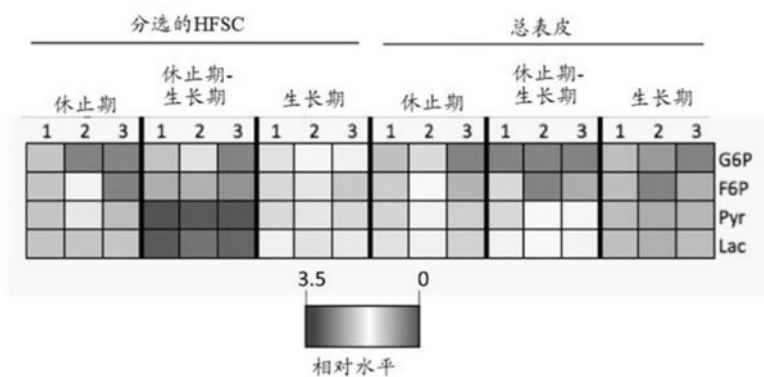 分选的HFSC 总表皮
休止期 休止期- 生长期 休止期 休止期- 生长期
生长期 生长期
1 2 3 1 2 3 1 2 3 1 2 3 1 2 3 1 2 3
G6P
F6P
Pyr
Lac
3.5 0
相对水平